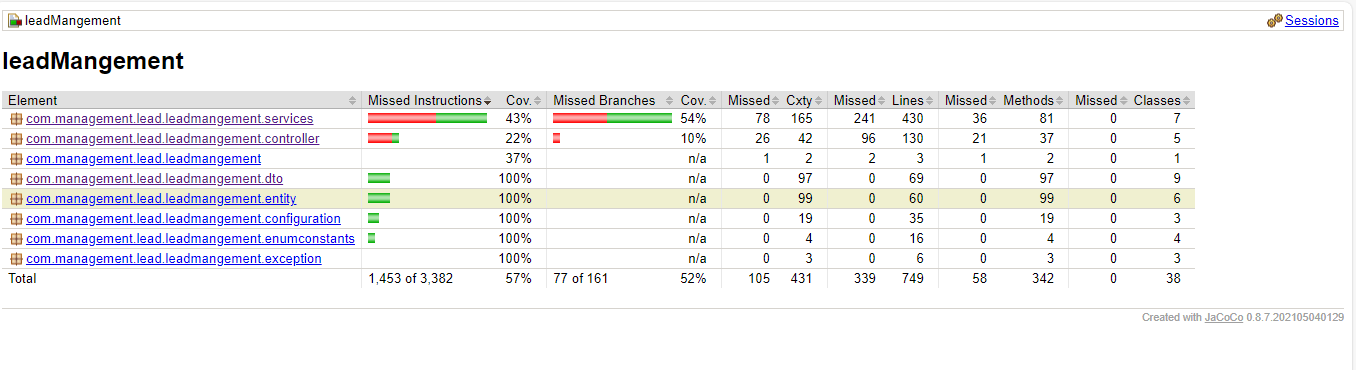 leadMangement Sessions
leadMangement
Element Missed Instructions Cov. Missed Branches Cov. Missed Cxty Missed Lines Missed Methods Missed Classes
com.management.lead.leadmangement.services 43% 54% 78 165 241 430 36 81 0 7
com.management.lead.leadmangement.controller 22% 10% 26 42 96 130 21 37 0 5
com.management.lead.leadmangement 37% n/a 1 2 2 3 1 2 0 1
com.management.lead.leadmangement.dto 100% n/a 0 97 0 69 0 97 0 9
com.management.lead.leadmangement.entity 100% n/a 0 99 0 60 0 99 0 6
com.management.lead.leadmangement.configuration 100% n/a 0 19 0 35 0 19 0 3
com.management.lead.leadmangement.enumconstants 100% n/a 0 4 0 16 0 4 0 4
com.management.lead.leadmangement.exception 100% n/a 0 3 0 6 0 3 0 3
Total 1,453 of 3,382 57% 77 of 161 52% 105 431 339 749 58 342 0 38
Created with JaCoCo 0.8.7.202105040129